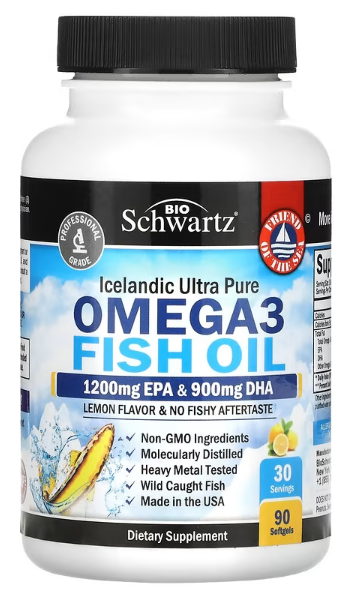 BIO
Schwartz®
PROFESSIONAL
GRADE
FRIEND
OF THE SEA
Icelandic Ultra Pure
OMEGA3
FISH OIL
1200mg EPA & 900mg DHA
LEMON FLAVOR & NO FISHY AFTERTASTE
✓ Non-GMO Ingredients
✓ Molecularly Distilled
✓ Heavy Metal Tested
✓ Wild Caught Fish
✓ Made in the USA
30
Servings
90
Softgels
Dietary Supplement